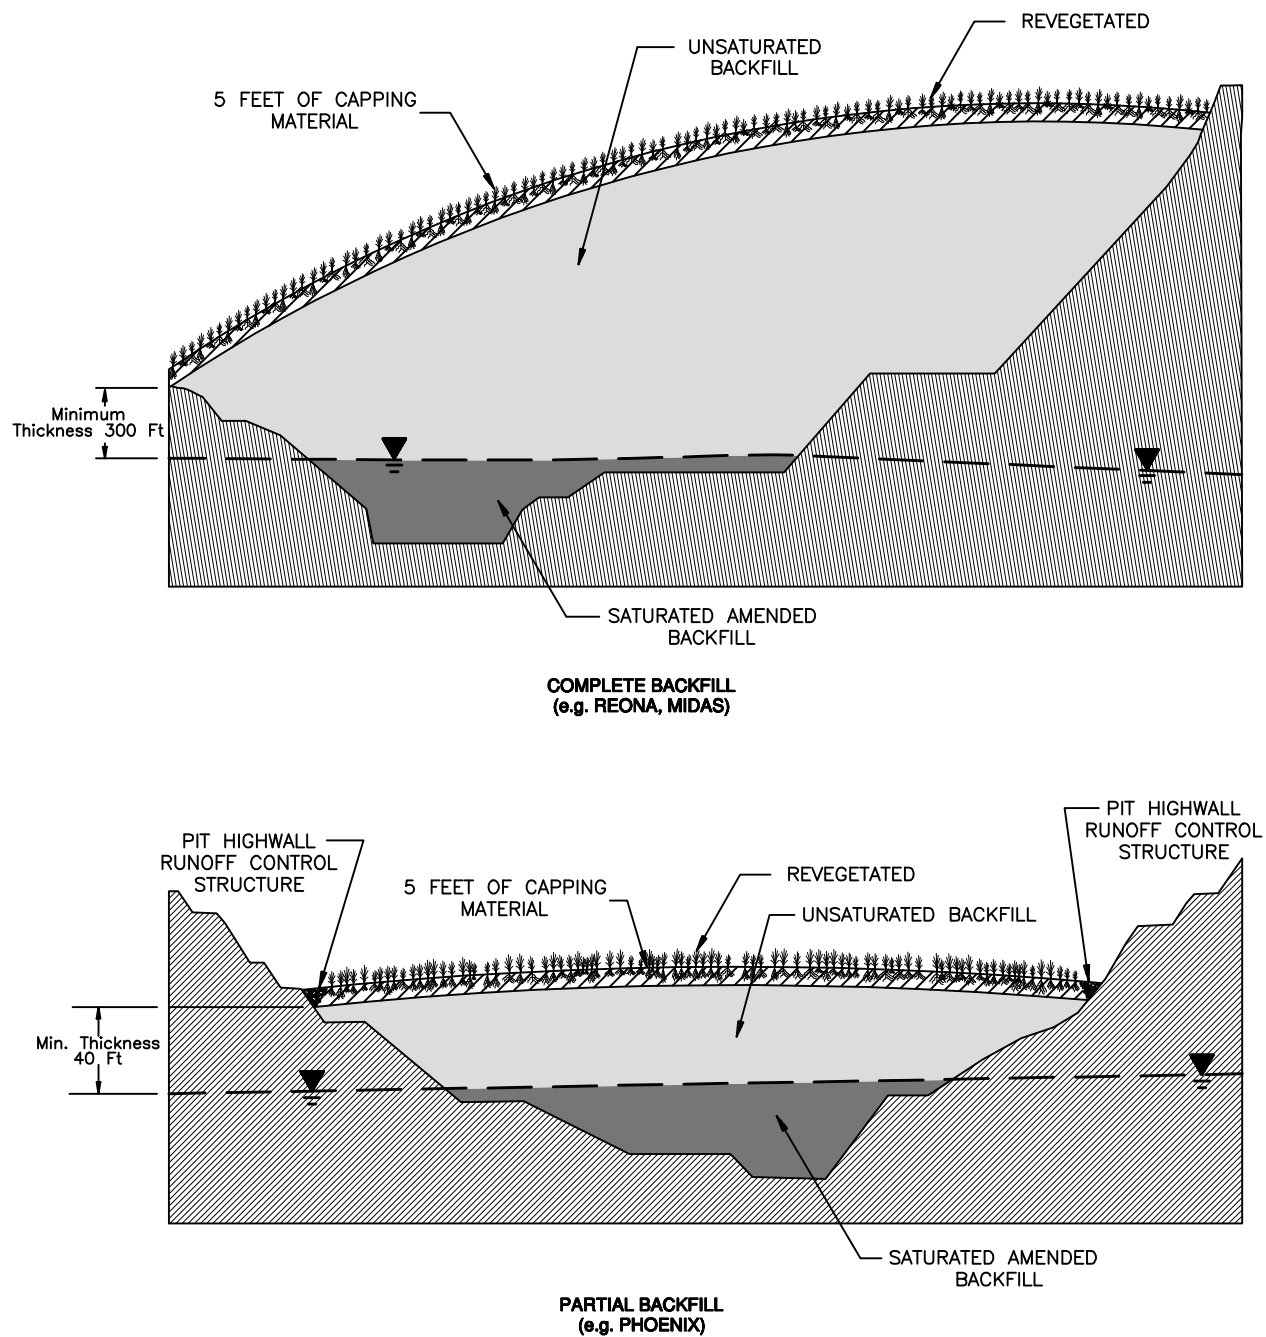 REVEGETATED
UNSATURATED
BACKFILL
5 FEET OF CAPPING
MATERIAL
Minimum
Thickness 300 Ft
SATURATED AMENDED
BACKFILL
COMPLETE BACKFILL
(e.g. REONA, MIDAS)
PIT HIGHWALL
RUNOFF CONTROL
STRUCTURE
PIT HIGHWALL
RUNOFF CONTROL
STRUCTURE
5 FEET OF CAPPING
MATERIAL
REVEGETATED
UNSATURATED BACKFILL
Min. Thickness
40 Ft
SATURATED AMENDED
BACKFILL
PARTIAL BACKFILL
(e.g. PHOENIX)